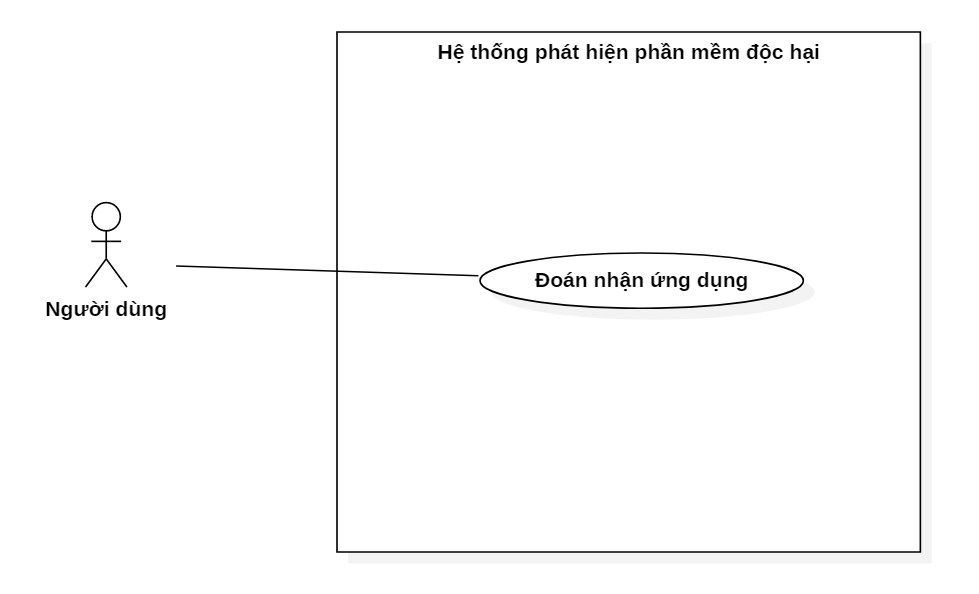 Hệ thống phát hiện phần mềm độc hại
Đoán nhận ứng dụng
Người dùng